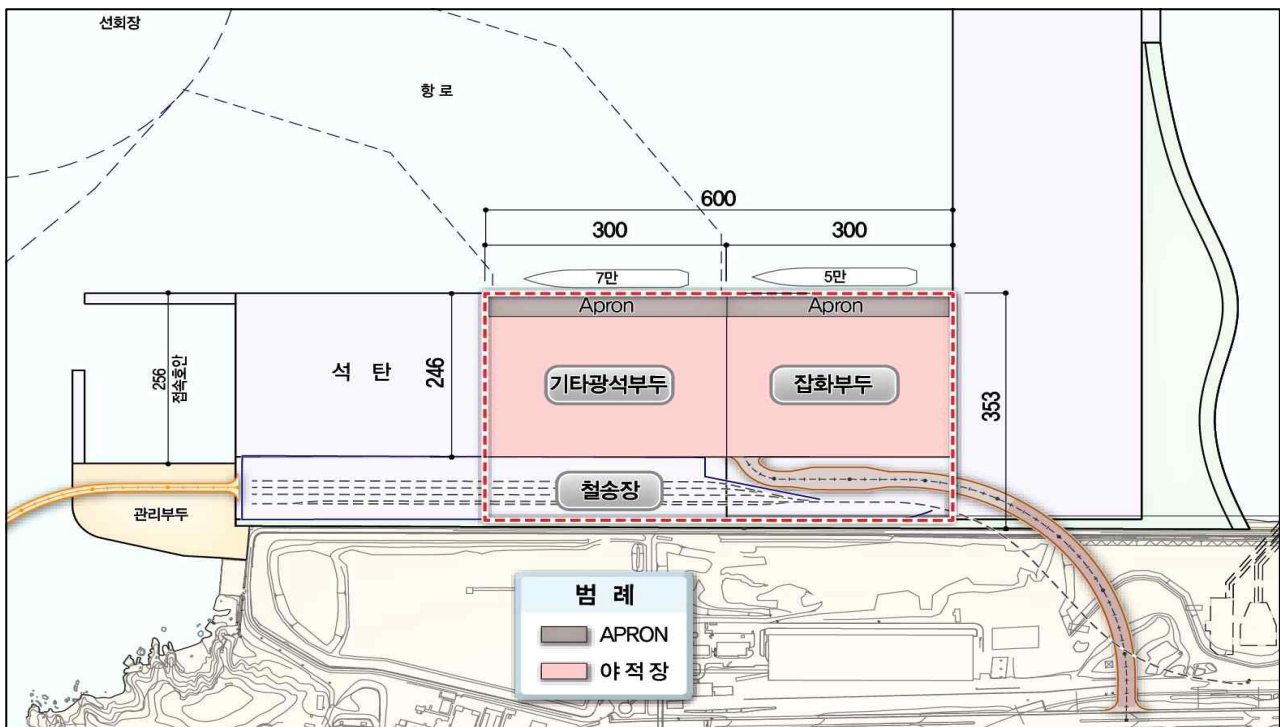 선회장
항 로
600
300
300
7만
5만
Apron
Apron
256
접속호안
석 탄
246
기타광석부두
잡화부두
353
철송장
관리부두
범 례
APRON
야 적 장